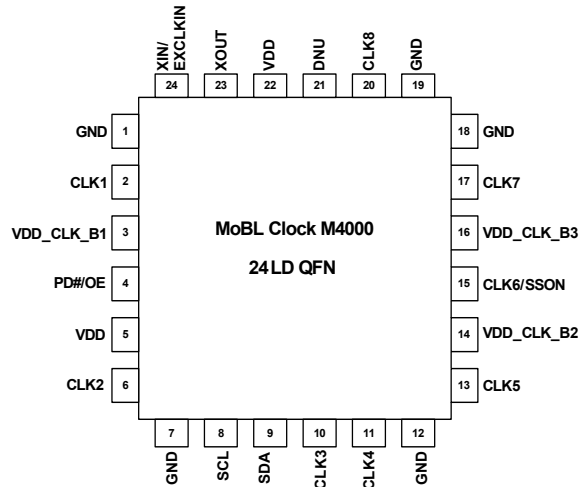 XIN/
EXCLKIN
XOUT
VDD
DNU
CLK8
GND
24
23
22
21
20
19
GND
1
18
GND
CLK1
2
17
CLK7
VDD_CLK_B1
3
MoBL Clock M4000
16
VDD_CLK_B3
PD#/OE
4
24LD QFN
15
CLK6/SSON
VDD
5
14
VDD_CLK_B2
CLK2
6
13
CLK5
7
8
9
10
11
12
GND
SCL
SDA
CLK3
CLK4
GND